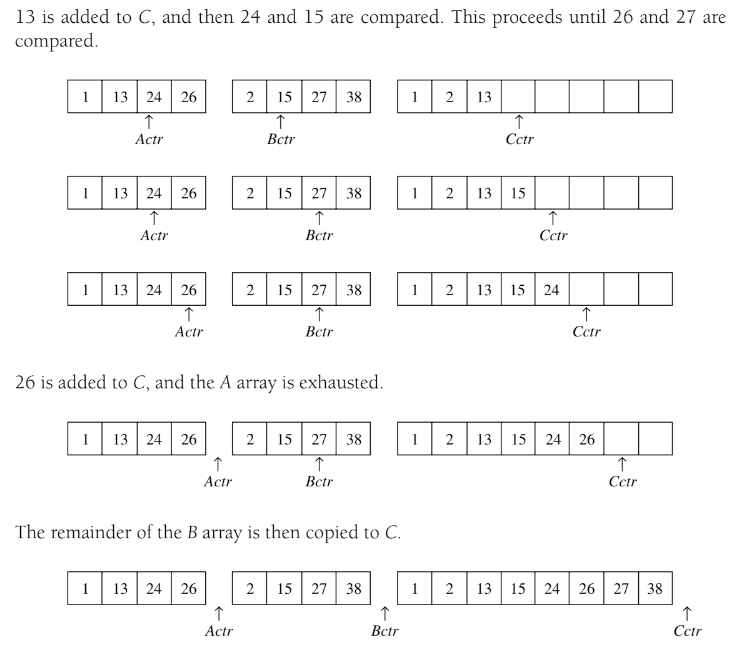 13 is added to C, and then 24 and 15 are compared. This proceeds until 26 and 27 are
compared.
1 13 24 26 2 15 27 38 1 2 13
↑ ↑ ↑
Actr Bctr Cctr
1 13 24 26 2 15 27 38 1 2 13 15
↑ ↑ ↑
Actr Bctr Cctr
1 13 24 26 2 15 27 38 1 2 13 15 24
↑ ↑ ↑
Actr Bctr Cctr
26 is added to C, and the A array is exhausted.
1 13 24 26 2 15 27 38 1 2 13 15 24 26
↑ ↑ ↑
Actr Bctr Cctr
The remainder of the B array is then copied to C.
1 13 24 26 2 15 27 38 1 2 13 15 24 26 27 38
↑ ↑ ↑
Actr Bctr Cctr